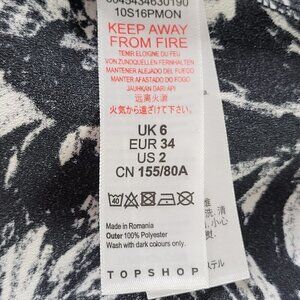 10S16PMON
KEEP AWAY
FROM FIRE
TENIR ELOIGNE DU FEU
VON ZUNDQUELLEN FERNHALTEN
MANTENER ALEJADO DEL FUEGO
MANTER AFASTADO DO FOGO
JAUHKAN DARI API
远离火源
火気から遠ざけて下さい。
UK 6
EUR 34
US 2
CN 155/80A
40
Made in Romania
Outer 100% Polyester
Wash with dark colours only.
TOPSHOP